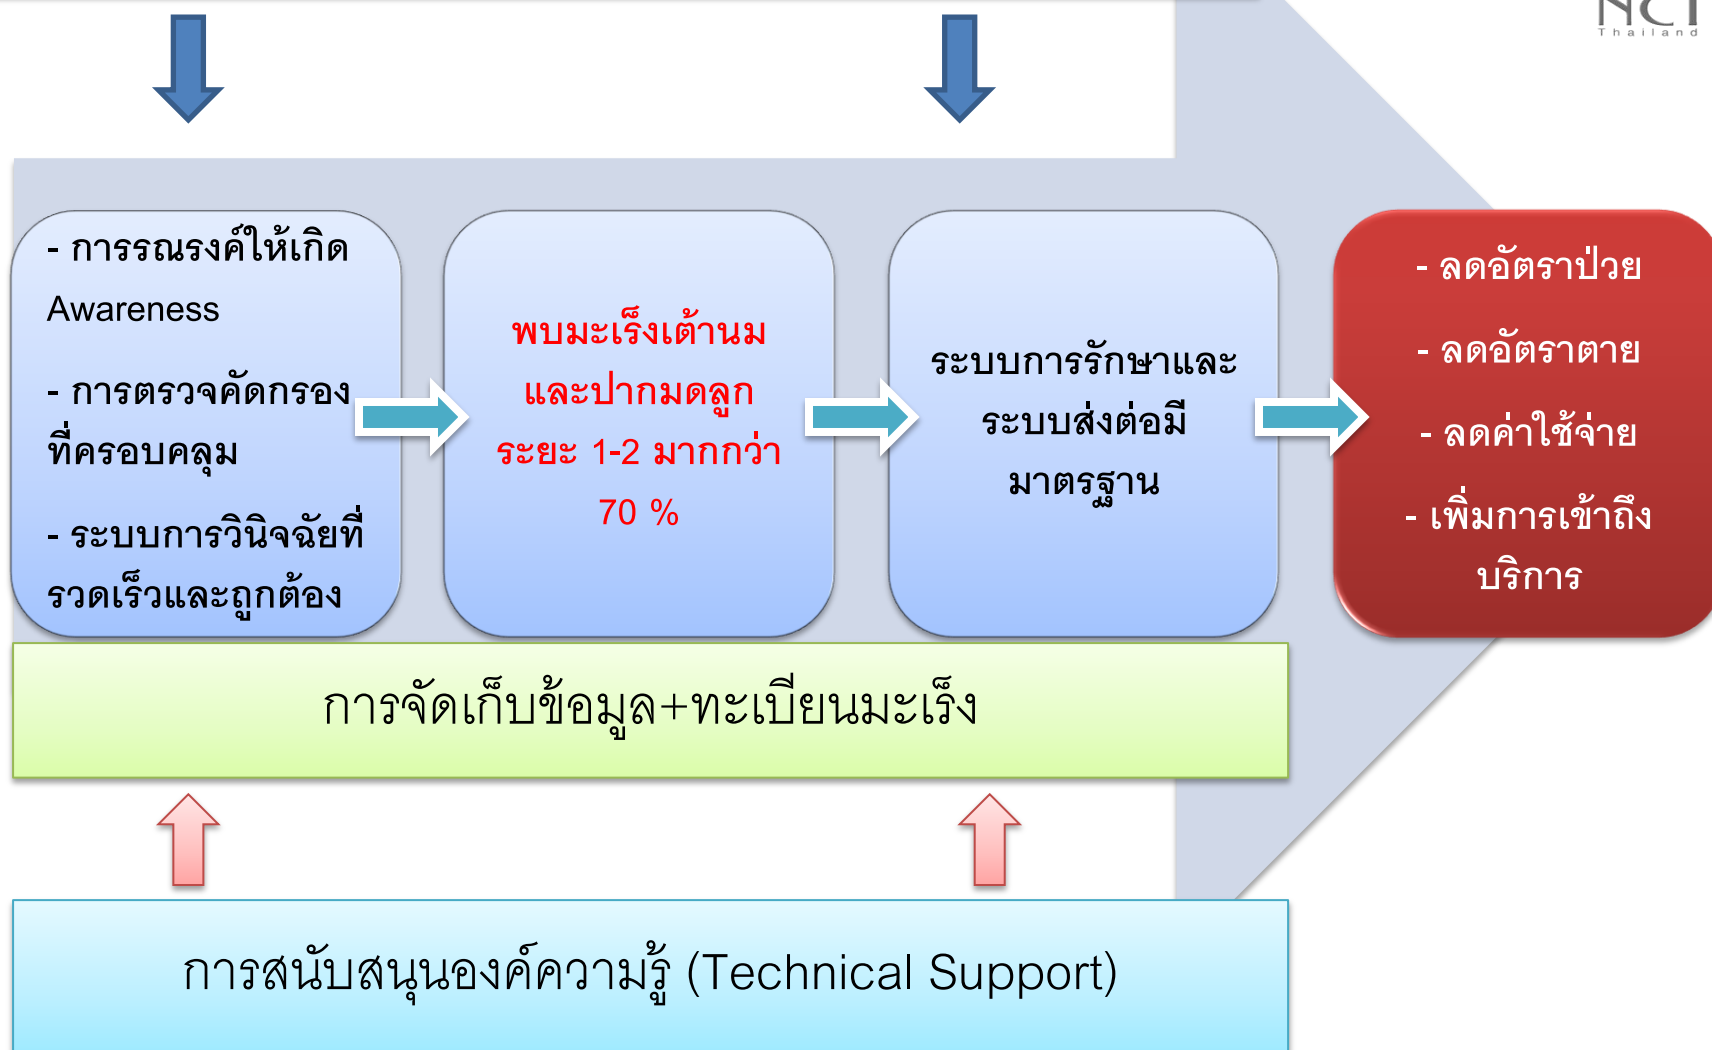 NCI
Thailand
- การรณรงค์ให้เกิด
Awareness
- การตรวจคัดกรอง
ที่ครอบคลุม
- ระบบการวินิจฉัยที่
รวดเร็วและถูกต้อง
พบมะเร็งเต้านม
และปากมดลูก
ระยะ 1-2 มากกว่า
70 %
ระบบการรักษาและ
ระบบส่งต่อมี
มาตรฐาน
- ลดอัตราป่วย
- ลดอัตราตาย
- ลดค่าใช้จ่าย
- เพิ่มการเข้าถึง
บริการ
การจัดเก็บข้อมูล+ทะเบียนมะเร็ง
การสนับสนุนองค์ความรู้ (Technical Support)